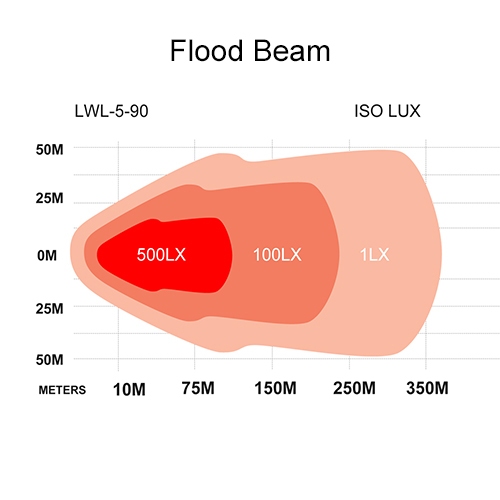 Flood Beam
LWL-5-90 ISO LUX
50M
25M
0M 500LX 100LX 1LX
25M
50M
METERS 10M 75M 150M 250M 350M